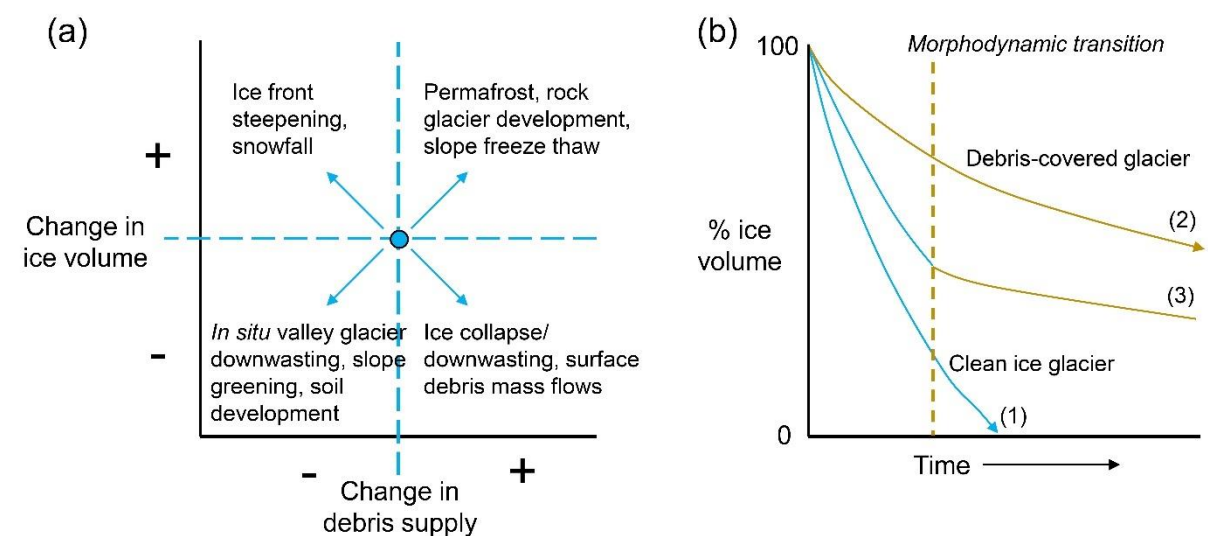 (a)
Ice front
steepening,
snowfall
Permafrost, rock
glacier development,
slope freeze thaw
+
Change in
ice volume
-
In situ valley glacier
downwasting, slope
greening, soil
development
Ice collapse/
downwasting, surface
debris mass flows
-
+
Change in
debris supply
(b)
100
Morphodynamic transition
Debris-covered glacier
% ice
volume
(2)
(3)
Clean ice glacier
(1)
0
Time